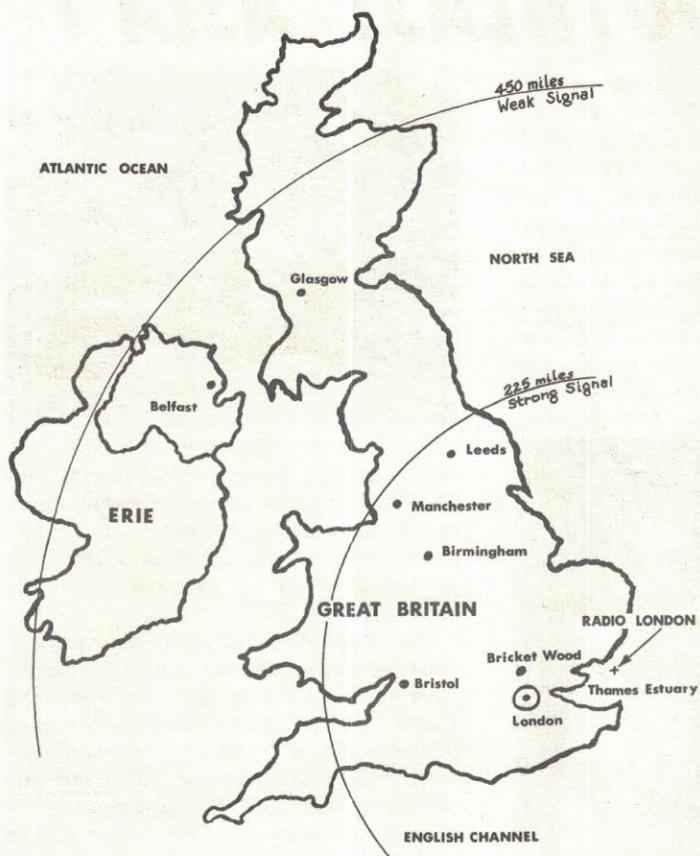 450 miles
Weak Signal
ATLANTIC OCEAN
NORTH SEA
Glasgow
225 miles
Strong Signal
Belfast
Leeds
Manchester
ERIE
Birmingham
GREAT BRITAIN
RADIO LONDON
Bricket Wood
Bristol
Thames Estuary
London
ENGLISH CHANNEL